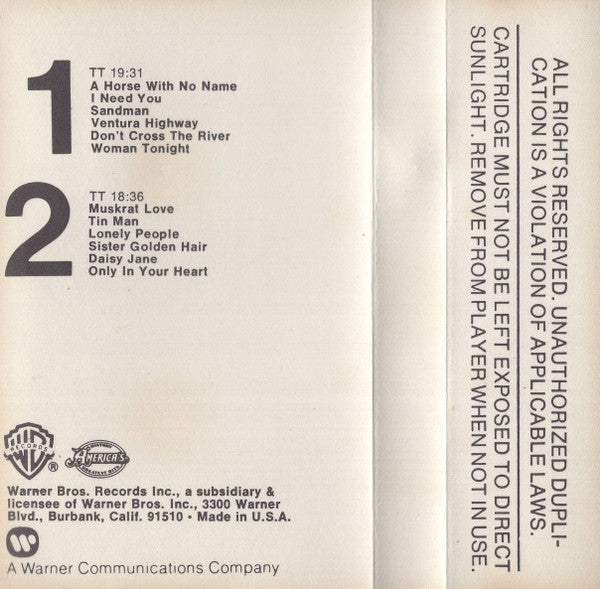 1
TT 19:31
A Horse With No Name
I Need You
Sandman
Ventura Highway
Don't Cross The River
Woman Tonight
2
TT 18:36
Muskrat Love
Tin Man
Lonely People
Sister Golden Hair
Daisy Jane
Only In Your Heart
WB
RECORDS
®
AMERICA'S
Warner Bros. Records Inc., a subsidiary &
licensee of Warner Bros. Inc., 3300 Warner
Blvd., Burbank, Calif. 91510 • Made in U.S.A.
A Warner Communications Company
ALL RIGHTS RESERVED. UNAUTHORIZED DUPLI-
CATION IS A VIOLATION OF APPLICABLE LAWS.
CARTRIDGE MUST NOT BE LEFT EXPOSED TO DIRECT
SUNLIGHT. REMOVE FROM PLAYER WHEN NOT IN USE.